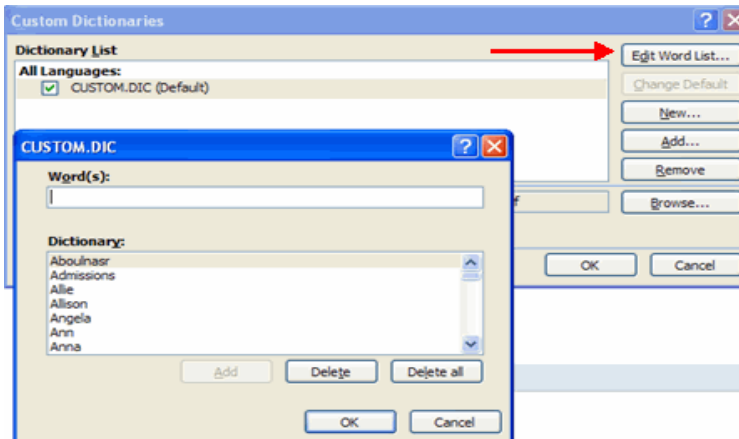 Custom Dictionaries
Dictionary List
All Languages:
CUSTOM.DIC (Default)
Edit Word List...
Change Default
New...
Add...
Remove
Browse...
OK
Cancel
CUSTOM.DIC
Word(s):
Dictionary:
Aboulnasr
Admissions
Allie
Allison
Angela
Ann
Anna
Add
Delete
Delete all
OK
Cancel